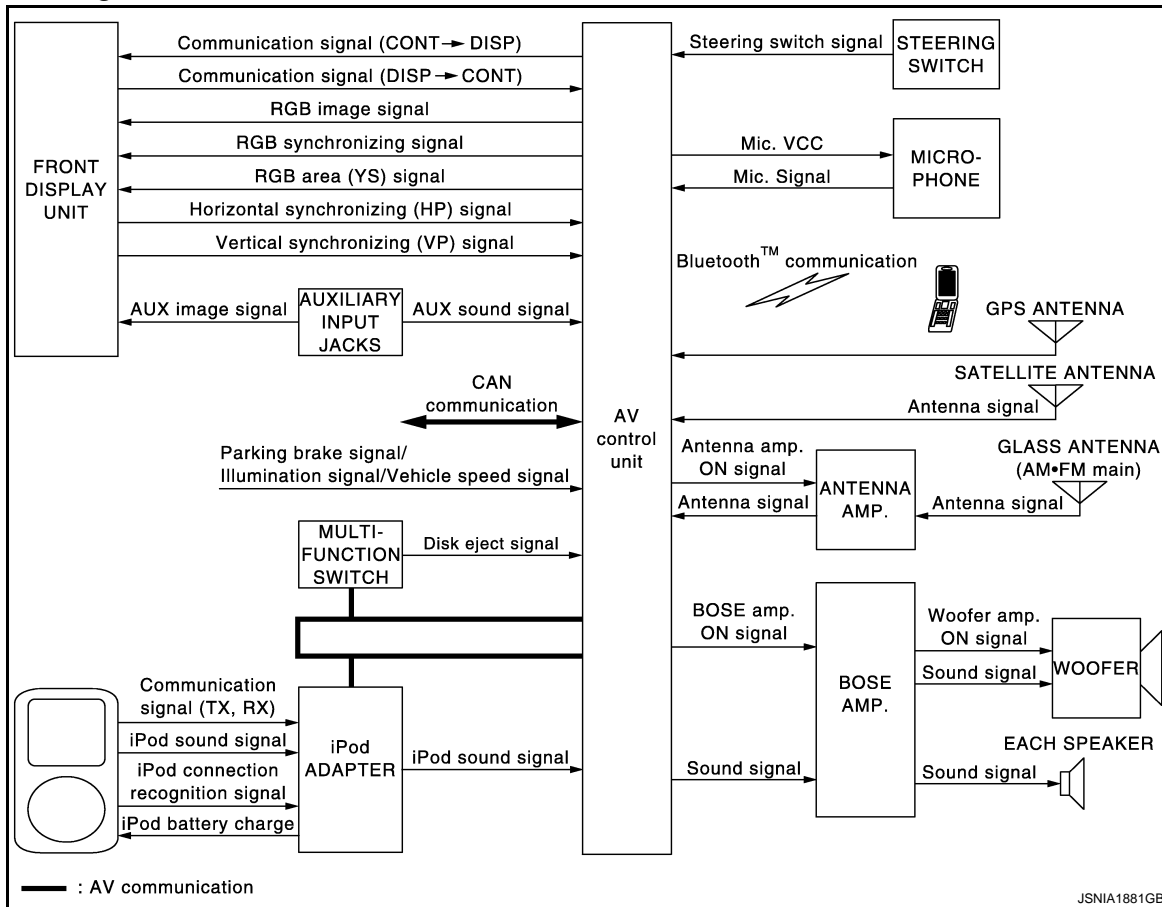 FRONT
DISPLAY
UNIT
Communication signal (CONT → DISP)
Communication signal (DISP → CONT)
RGB image signal
RGB synchronizing signal
RGB area (YS) signal
Horizontal synchronizing (HP) signal
Vertical synchronizing (VP) signal
AUX image signal
AUXILIARY
INPUT
JACKS
AUX sound signal
CAN
communication
Parking brake signal/
Illumination signal/Vehicle speed signal
MULTI-
FUNCTION
SWITCH
Disk eject signal
Communication
signal (TX, RX)
iPod sound signal
iPod connection
recognition signal
iPod battery charge
iPod
ADAPTER
iPod sound signal
AV
control
unit
Steering switch signal
STEERING
SWITCH
Mic. VCC
Mic. Signal
MICRO-
PHONE
Bluetooth™ communication
GPS ANTENNA
SATELLITE ANTENNA
Antenna signal
Antenna amp.
ON signal
Antenna signal
ANTENNA
AMP.
GLASS ANTENNA
(AM•FM main)
Antenna signal
BOSE amp.
ON signal
Sound signal
BOSE
AMP.
Woofer amp.
ON signal
Sound signal
WOOFER
EACH SPEAKER
Sound signal
: AV communication
JSNIA1881GB